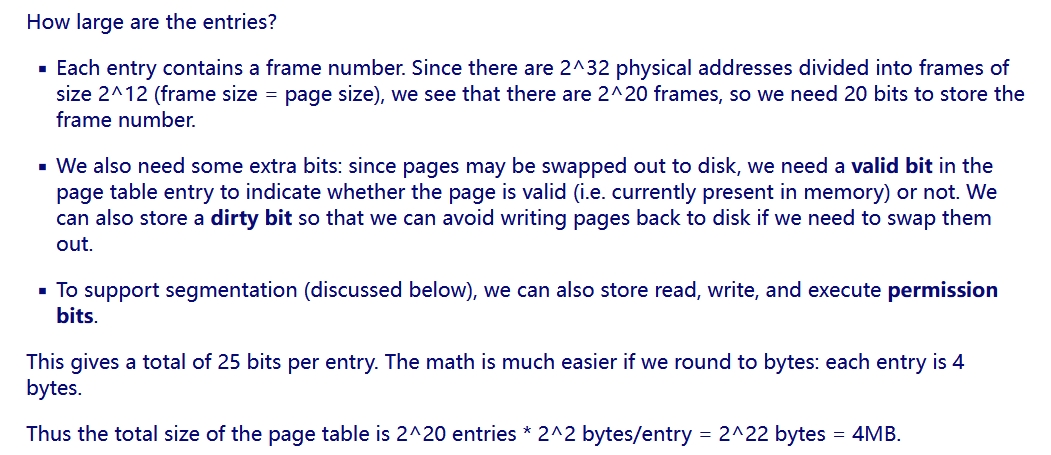 How large are the entries?
▪ Each entry contains a frame number. Since there are 2^32 physical addresses divided into frames of
size 2^12 (frame size = page size), we see that there are 2^20 frames, so we need 20 bits to store the
frame number.
▪ We also need some extra bits: since pages may be swapped out to disk, we need a valid bit in the
page table entry to indicate whether the page is valid (i.e. currently present in memory) or not. We
can also store a dirty bit so that we can avoid writing pages back to disk if we need to swap them
out.
▪ To support segmentation (discussed below), we can also store read, write, and execute permission
bits.
This gives a total of 25 bits per entry. The math is much easier if we round to bytes: each entry is 4
bytes.
Thus the total size of the page table is 2^20 entries * 2^2 bytes/entry = 2^22 bytes = 4MB.